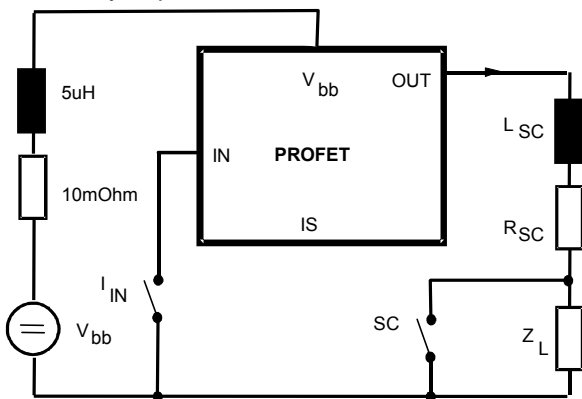 V bb
OUT
5uH
L SC
IN
PROFET
10mOhm
IS
R SC
I IN
V bb
SC
Z L